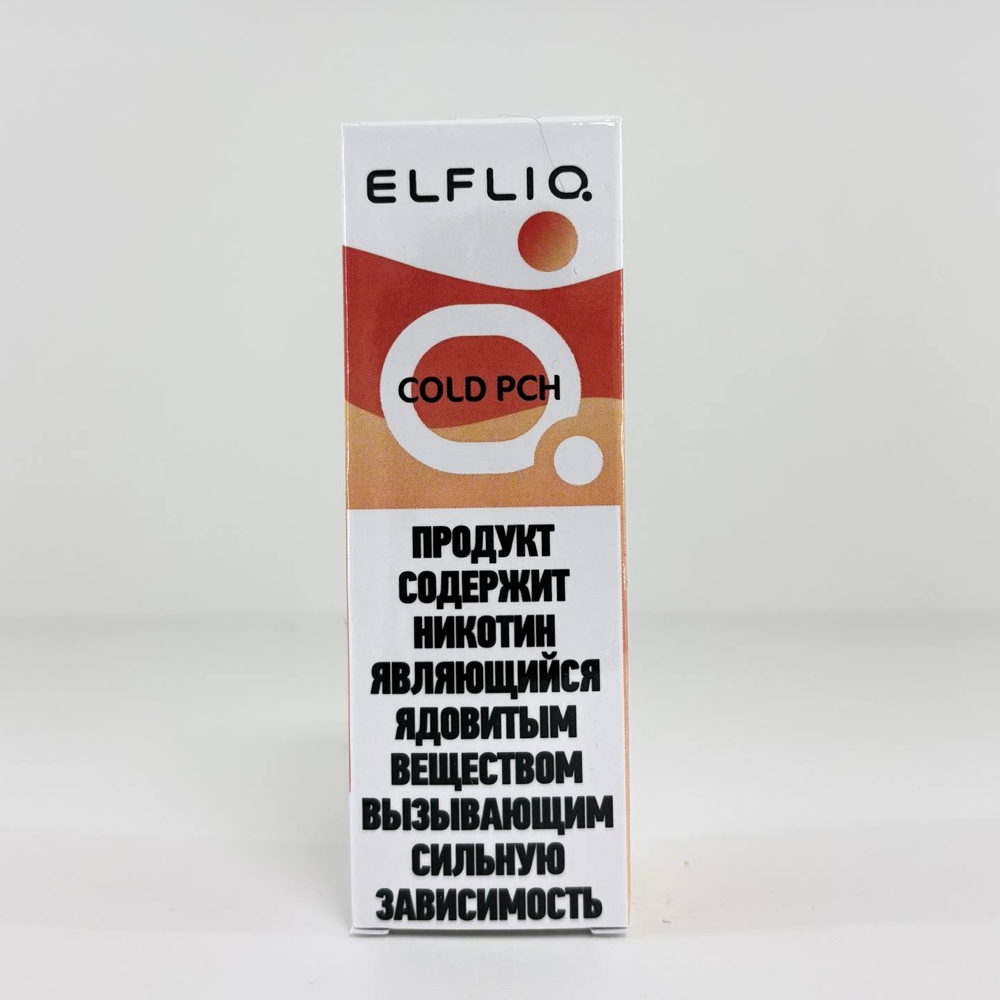 ELFLIQ
COLD PCH
ПРОДУКТ
СОДЕРЖИТ
НИКОТИН
ЯВЛЯЮЩИЙСЯ
ЯДОВИТЫМ
ВЕЩЕСТВОМ
ВЫЗЫВАЮЩИМ
СИЛЬНУЮ
ЗАВИСИМОСТЬ